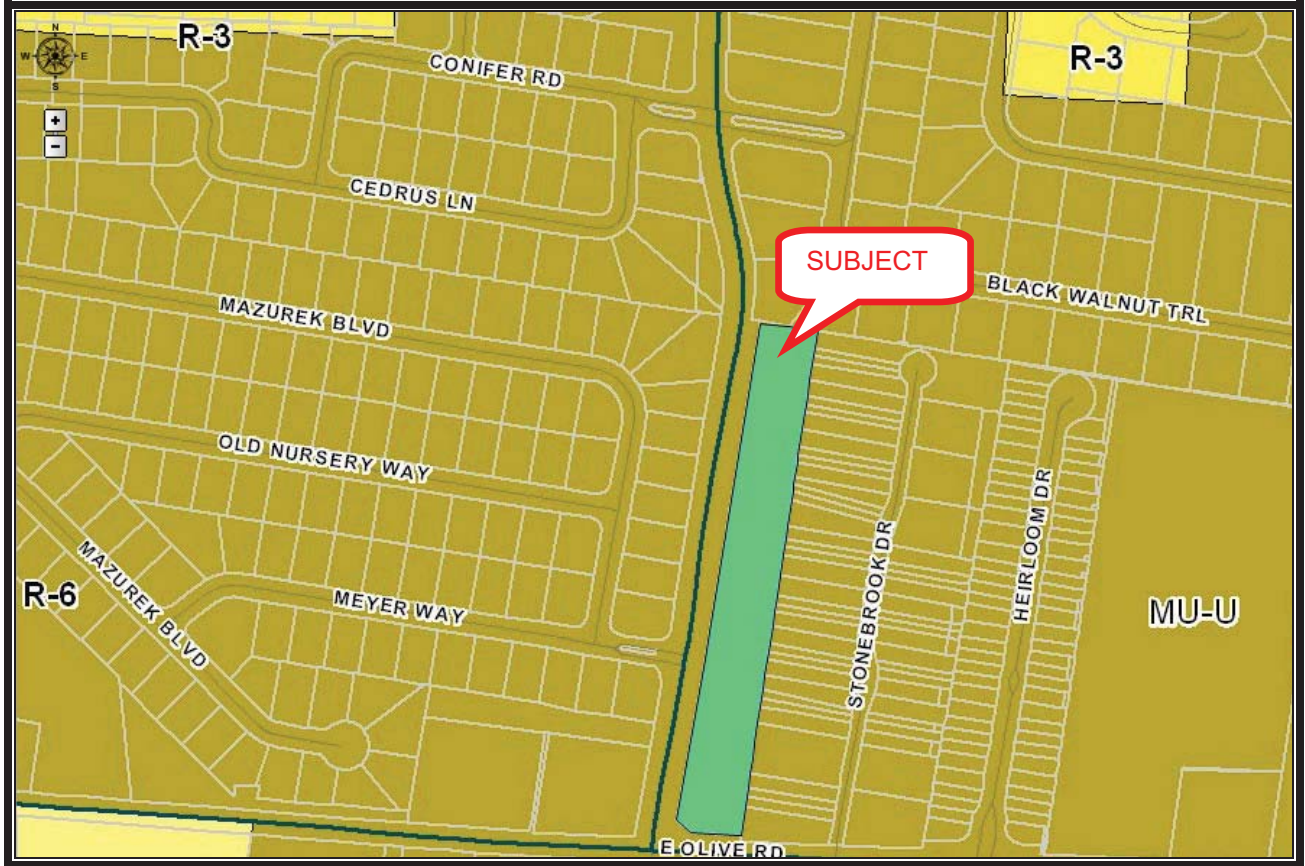 N
W E
S
+
-
R-3
CONIFER RD
R-3
CEDRUS LN
SUBJECT
BLACK WALNUT TRL
MAZUREK BLVD
OLD NURSERY WAY
MAZUREK BLVD
R-6
MEYER WAY
STONEBROOK DR
HEIRLOOM DR
MU-U
E OLIVE RD